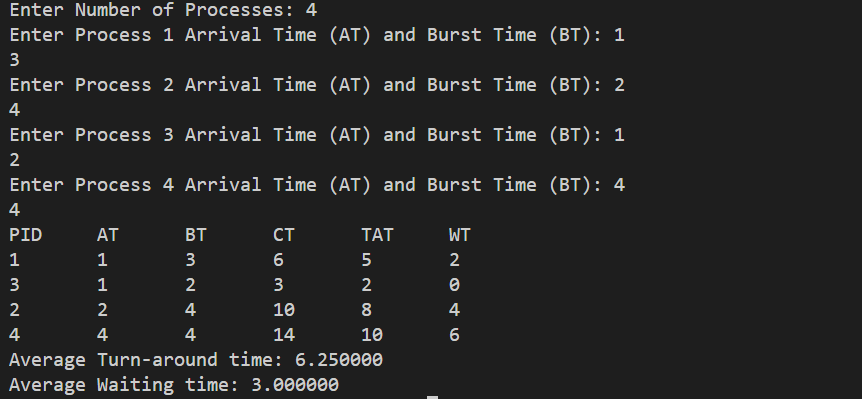 Enter Number of Processes: 4
Enter Process 1 Arrival Time (AT) and Burst Time (BT): 1
3
Enter Process 2 Arrival Time (AT) and Burst Time (BT): 2
4
Enter Process 3 Arrival Time (AT) and Burst Time (BT): 1
2
Enter Process 4 Arrival Time (AT) and Burst Time (BT): 4
4
PID AT BT CT TAT WT
1 1 3 6 5 2
3 1 2 3 2 0
2 2 4 10 8 4
4 4 4 14 10 6
Average Turn-around time: 6.250000
Average Waiting time: 3.000000